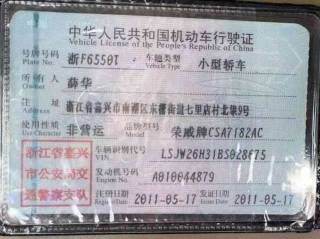 中华人民共和国机动车行驶证
Vehicle License of the People's Republic of China
号牌号码 浙F6550T 车辆类型 小型轿车
Plate No. Vehicle Type
所有人 薛华
Owner
住址 浙江省嘉兴市南湖区东栅街道七里店村北绿9号
Address
使用性质 非营运 品牌型号 荣威牌CSA7182AC
Use Character Model
浙江省嘉兴 车辆识别代号 LSJW26H31BS028675
VIN
市公安局交 发动机号码 A010044879
Engine No.
通警察支队 注册日期 2011-05-17 发证日期 2011-05-17
Register Date Issue Date